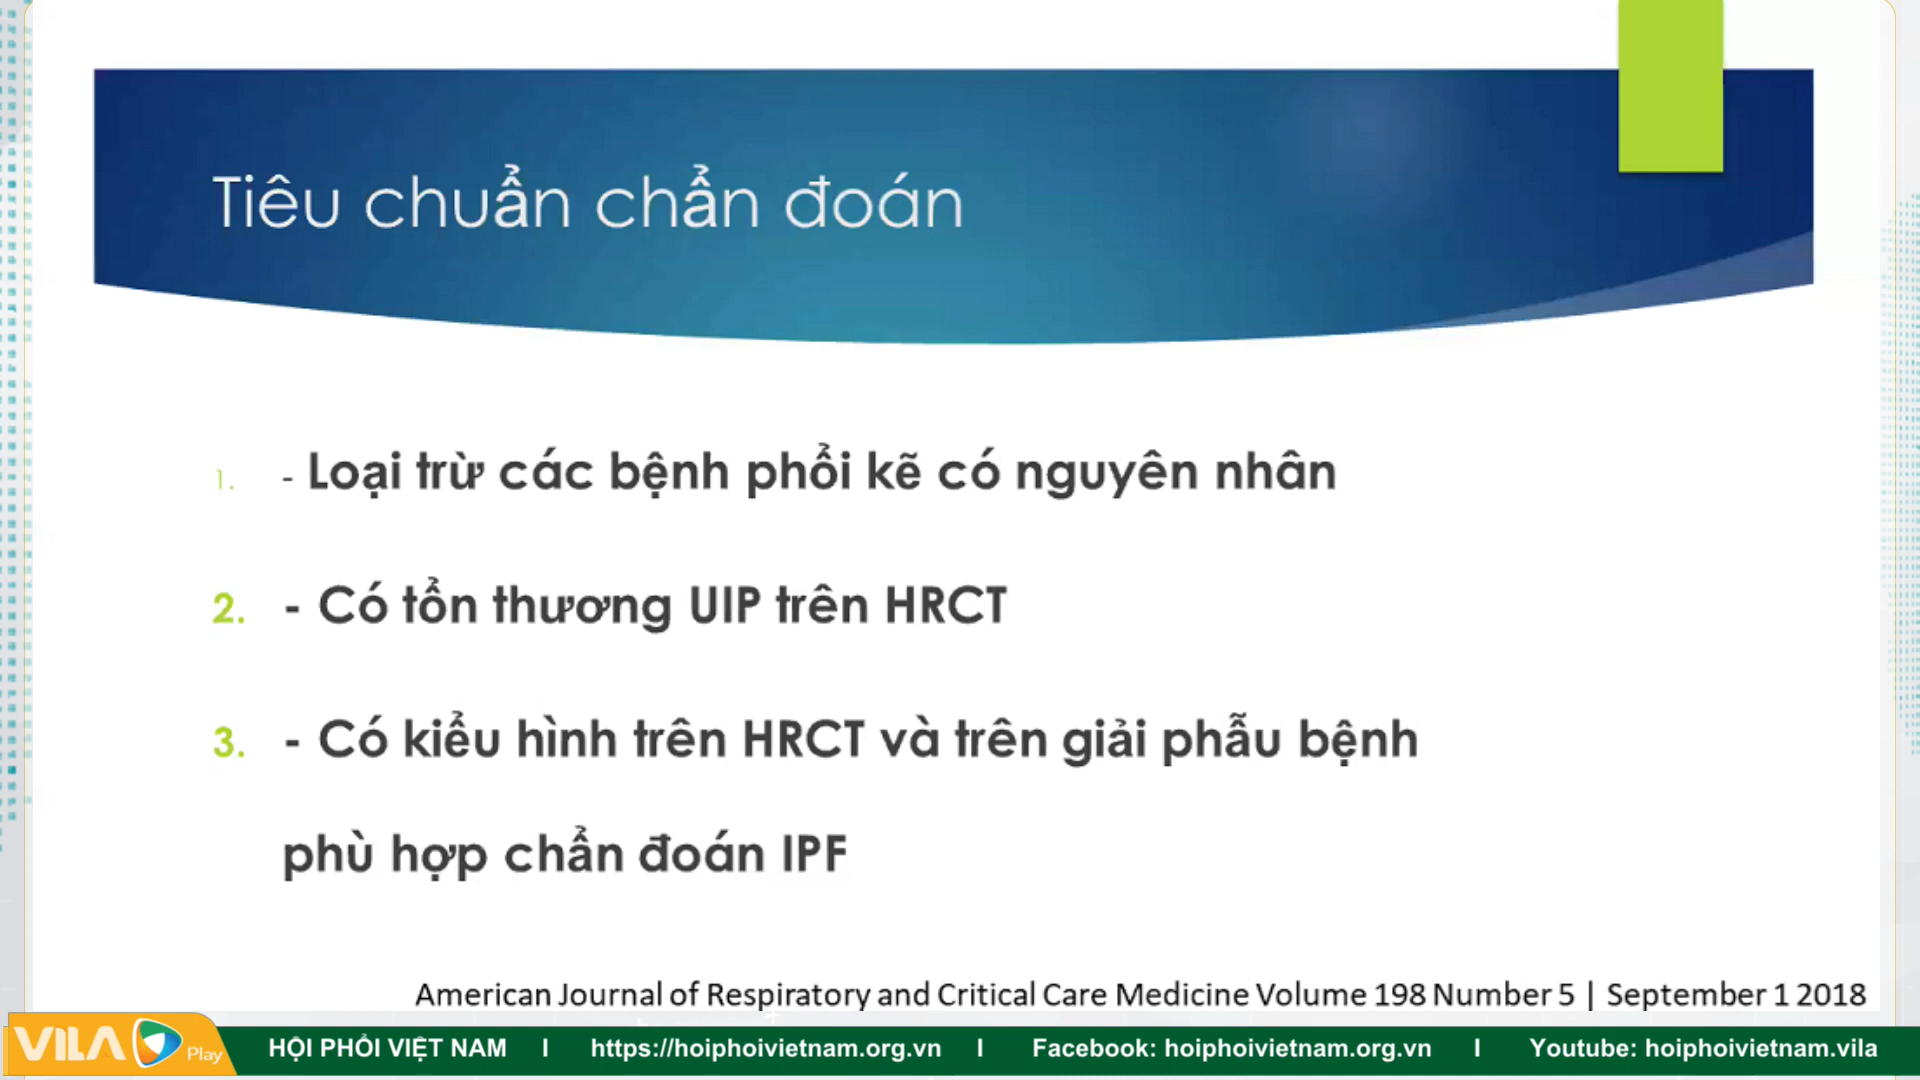 Tiêu chuẩn chẩn đoán
1. - Loại trừ các bệnh phổi kẽ có nguyên nhân
2. - Có tổn thương UIP trên HRCT
3. - Có kiểu hình trên HRCT và trên giải phẫu bệnh
phù hợp chẩn đoán IPF
American Journal of Respiratory and Critical Care Medicine Volume 198 Number 5 | September 1 2018
VILA Play HỘI PHỔI VIỆT NAM I https://hoiphoivietnam.org.vn I Facebook: hoiphoivietnam.org.vn I Youtube: hoiphoivietnam.vila